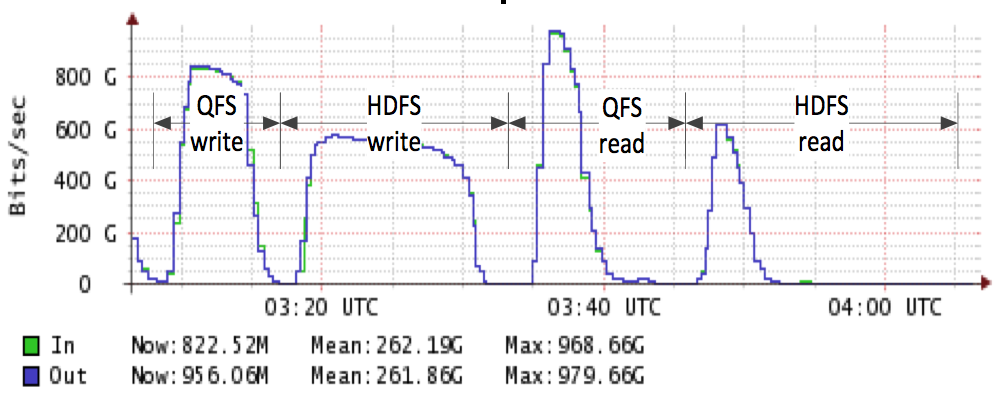 800 G
600 G
400 G
200 G
0
Bits/sec
QFS
write
HDFS
write
QFS
read
HDFS
read
03:20 UTC
03:40 UTC
04:00 UTC
In Now:822.52M Mean:262.19G Max:968.66G
Out Now:956.06M Mean:261.86G Max:979.66G